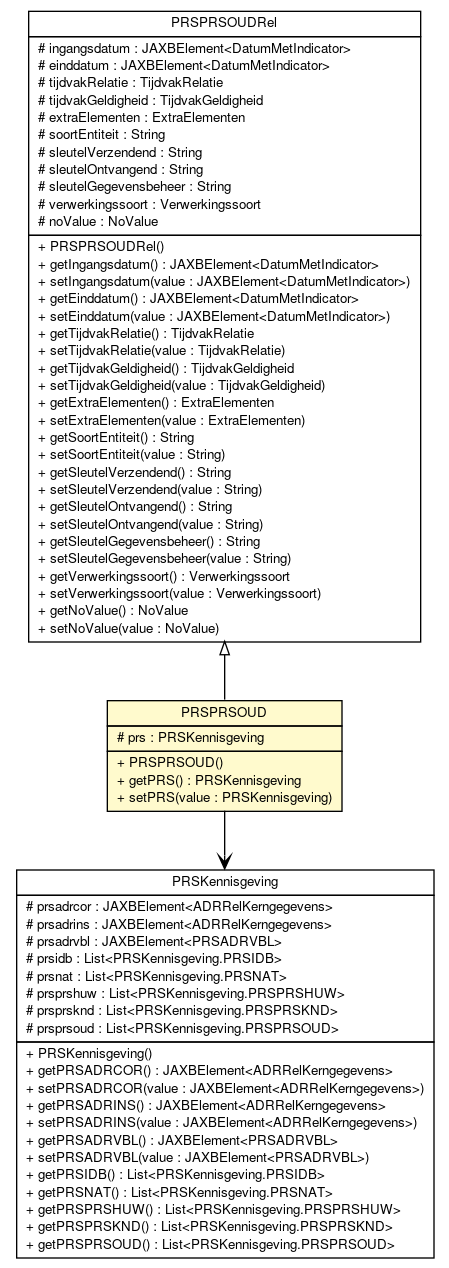 PRSPRSOUDRel
# ingangsdatum : JAXBElement<DatumMetIndicator>
# einddatum : JAXBElement<DatumMetIndicator>
# tijdvakRelatie : TijdvakRelatie
# tijdvakGeldigheid : TijdvakGeldigheid
# extraElementen : ExtraElementen
# soortEntiteit : String
# sleutelVerzendend : String
# sleutelOntvangend : String
# sleutelGegevensbeheer : String
# verwerkingssoort : Verwerkingssoort
# noValue : NoValue
+ PRSPRSOUDRel()
+ getIngangsdatum() : JAXBElement<DatumMetIndicator>
+ setIngangsdatum(value : JAXBElement<DatumMetIndicator>)
+ getEinddatum() : JAXBElement<DatumMetIndicator>
+ setEinddatum(value : JAXBElement<DatumMetIndicator>)
+ getTijdvakRelatie() : TijdvakRelatie
+ setTijdvakRelatie(value : TijdvakRelatie)
+ getTijdvakGeldigheid() : TijdvakGeldigheid
+ setTijdvakGeldigheid(value : TijdvakGeldigheid)
+ getExtraElementen() : ExtraElementen
+ setExtraElementen(value : ExtraElementen)
+ getSoortEntiteit() : String
+ setSoortEntiteit(value : String)
+ getSleutelVerzendend() : String
+ setSleutelVerzendend(value : String)
+ getSleutelOntvangend() : String
+ setSleutelOntvangend(value : String)
+ getSleutelGegevensbeheer() : String
+ setSleutelGegevensbeheer(value : String)
+ getVerwerkingssoort() : Verwerkingssoort
+ setVerwerkingssoort(value : Verwerkingssoort)
+ getNoValue() : NoValue
+ setNoValue(value : NoValue)
PRSPRSOUD
# prs : PRSKennisgeving
+ PRSPRSOUD()
+ getPRS() : PRSKennisgeving
+ setPRS(value : PRSKennisgeving)
PRSKennisgeving
# prsadrcor : JAXBElement<ADRRelKerngegevens>
# prsadrins : JAXBElement<ADRRelKerngegevens>
# prsadrvbl : JAXBElement<PRSADRVBL>
# prsidb : List<PRSKennisgeving.PRSIDB>
# prsnat : List<PRSKennisgeving.PRSNAT>
# prsprshuw : List<PRSKennisgeving.PRSPRSHUW>
# prsprsknd : List<PRSKennisgeving.PRSPRSKND>
# prsprsoud : List<PRSKennisgeving.PRSPRSOUD>
+ PRSKennisgeving()
+ getPRSADRCOR() : JAXBElement<ADRRelKerngegevens>
+ setPRSADRCOR(value : JAXBElement<ADRRelKerngegevens>)
+ getPRSADRINS() : JAXBElement<ADRRelKerngegevens>
+ setPRSADRINS(value : JAXBElement<ADRRelKerngegevens>)
+ getPRSADRVBL() : JAXBElement<PRSADRVBL>
+ setPRSADRVBL(value : JAXBElement<PRSADRVBL>)
+ getPRSIDB() : List<PRSKennisgeving.PRSIDB>
+ getPRSNAT() : List<PRSKennisgeving.PRSNAT>
+ getPRSPRSHUW() : List<PRSKennisgeving.PRSPRSHUW>
+ getPRSPRSKND() : List<PRSKennisgeving.PRSPRSKND>
+ getPRSPRSOUD() : List<PRSKennisgeving.PRSPRSOUD>